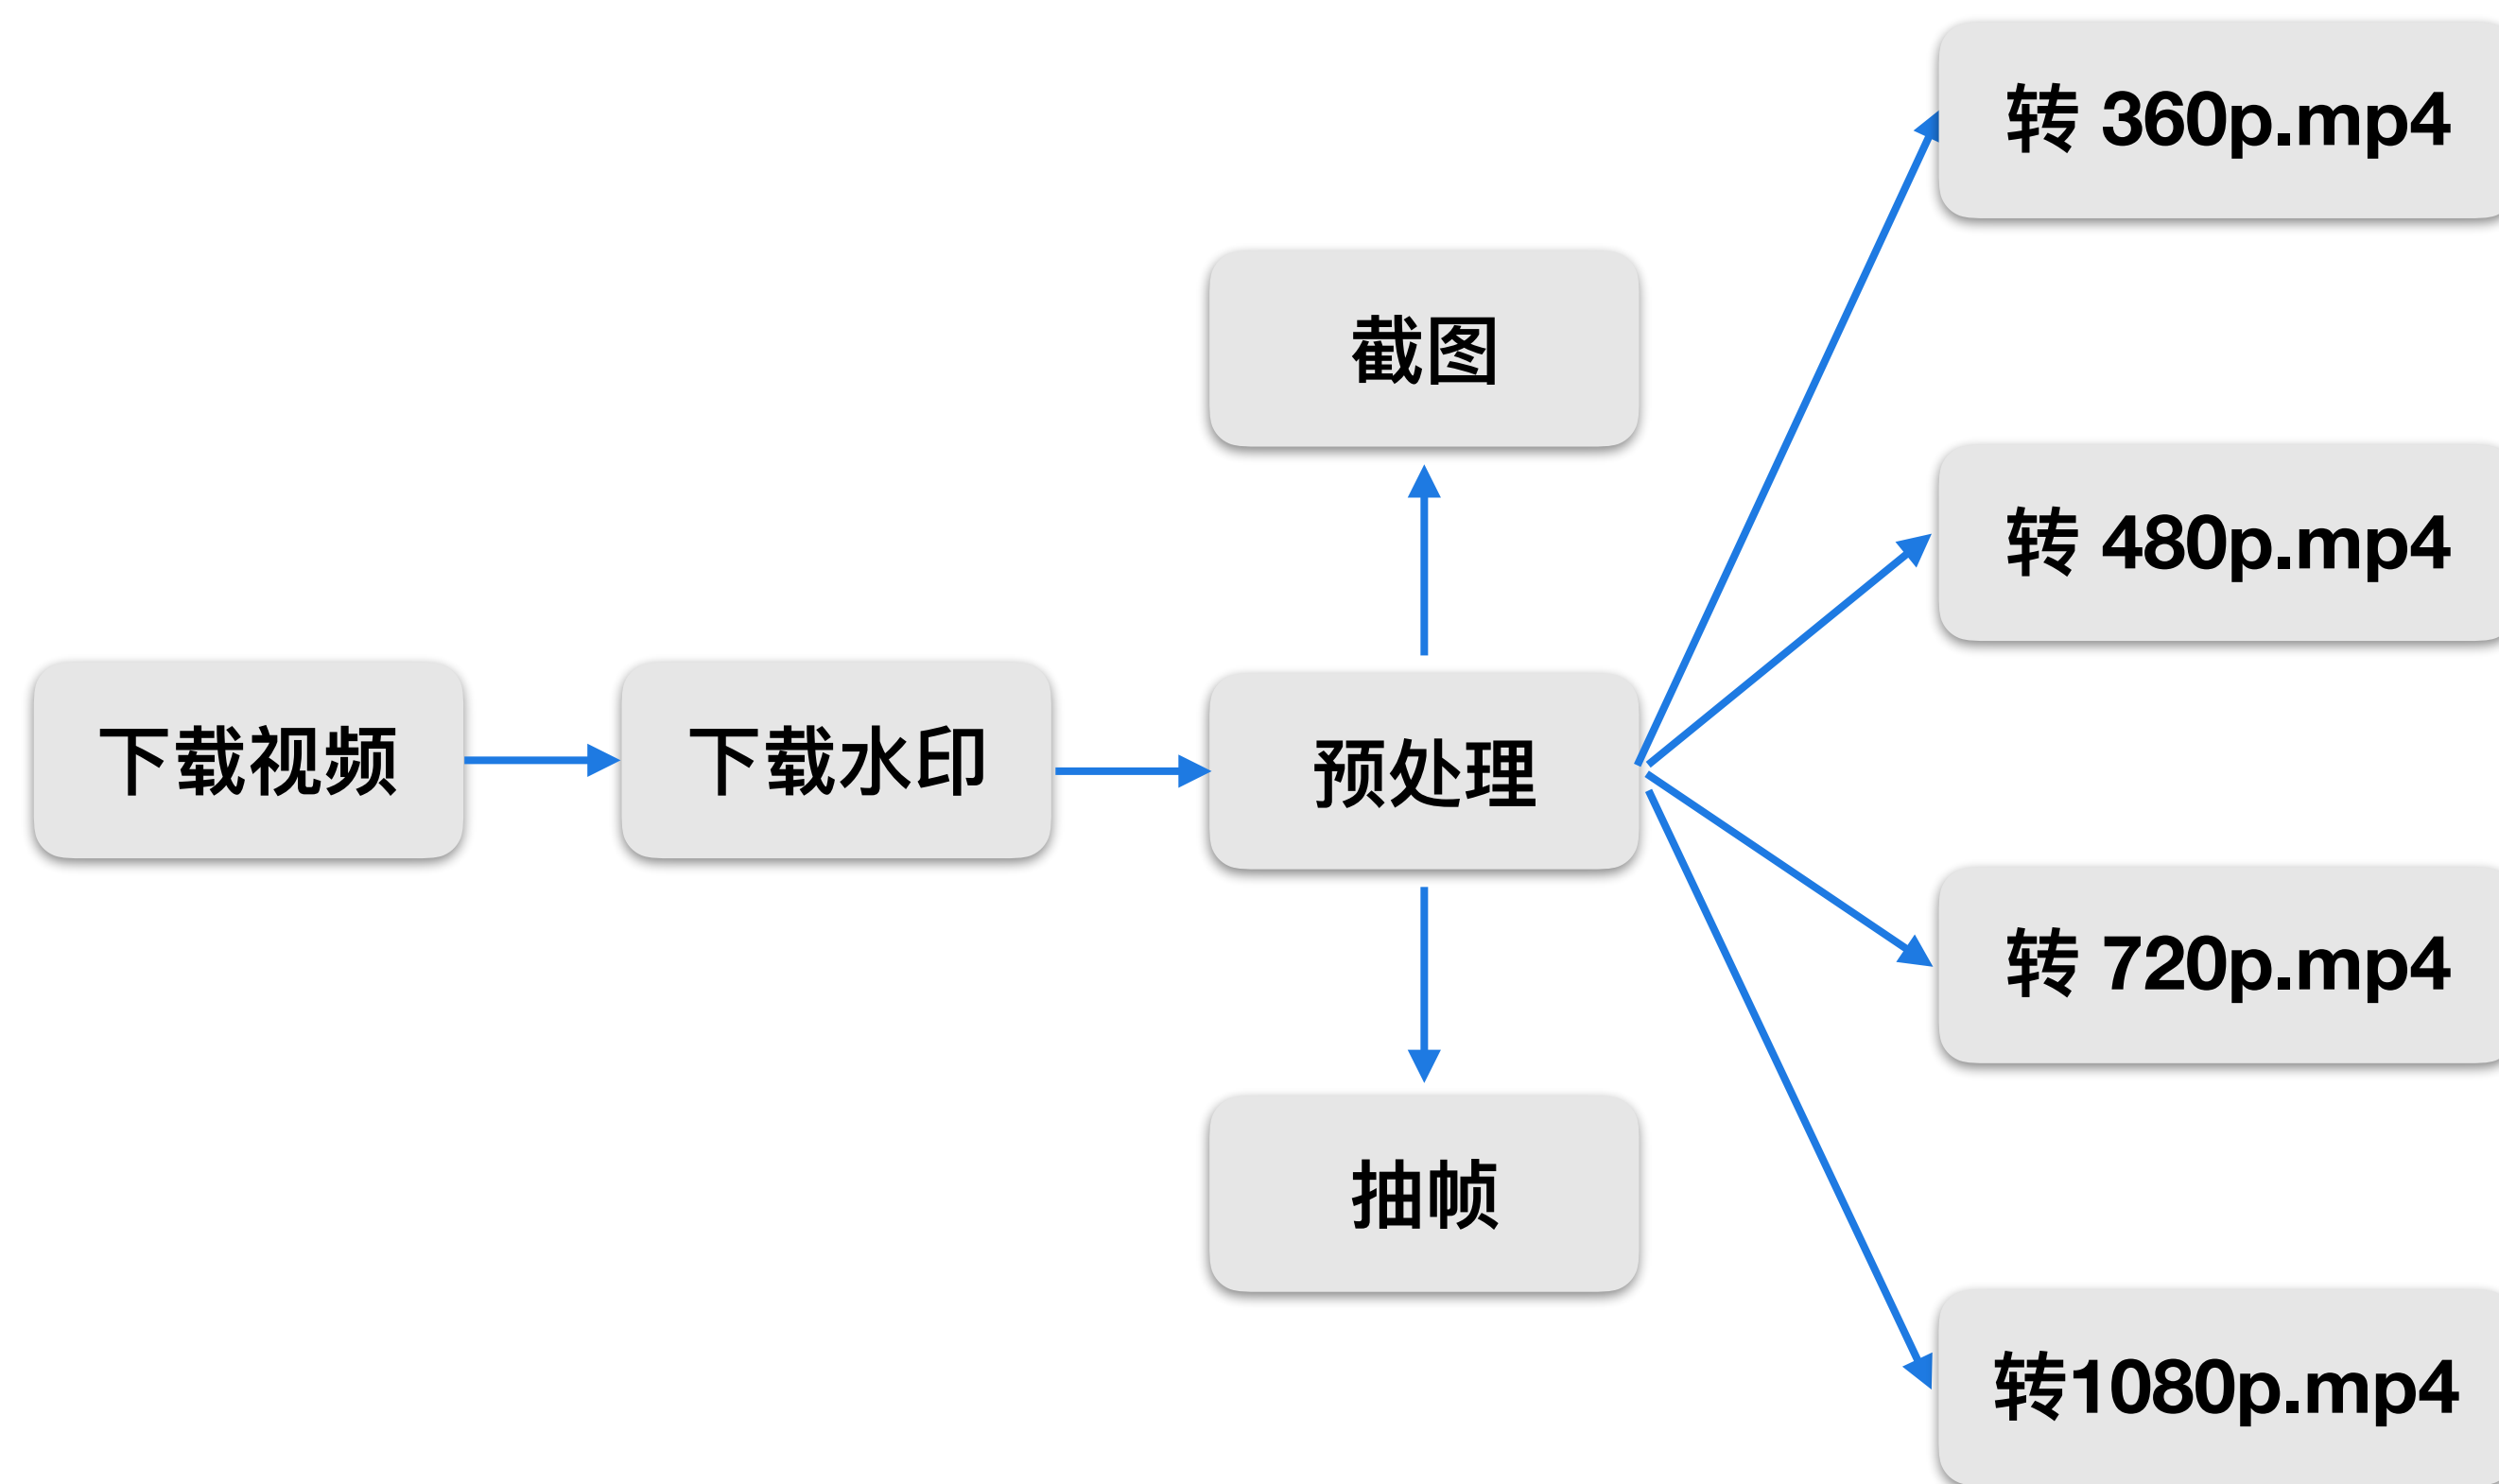 下载视频
下载水印
预处理
截图
抽帧
转 360p.mp4
转 480p.mp4
转 720p.mp4
转1080p.mp4